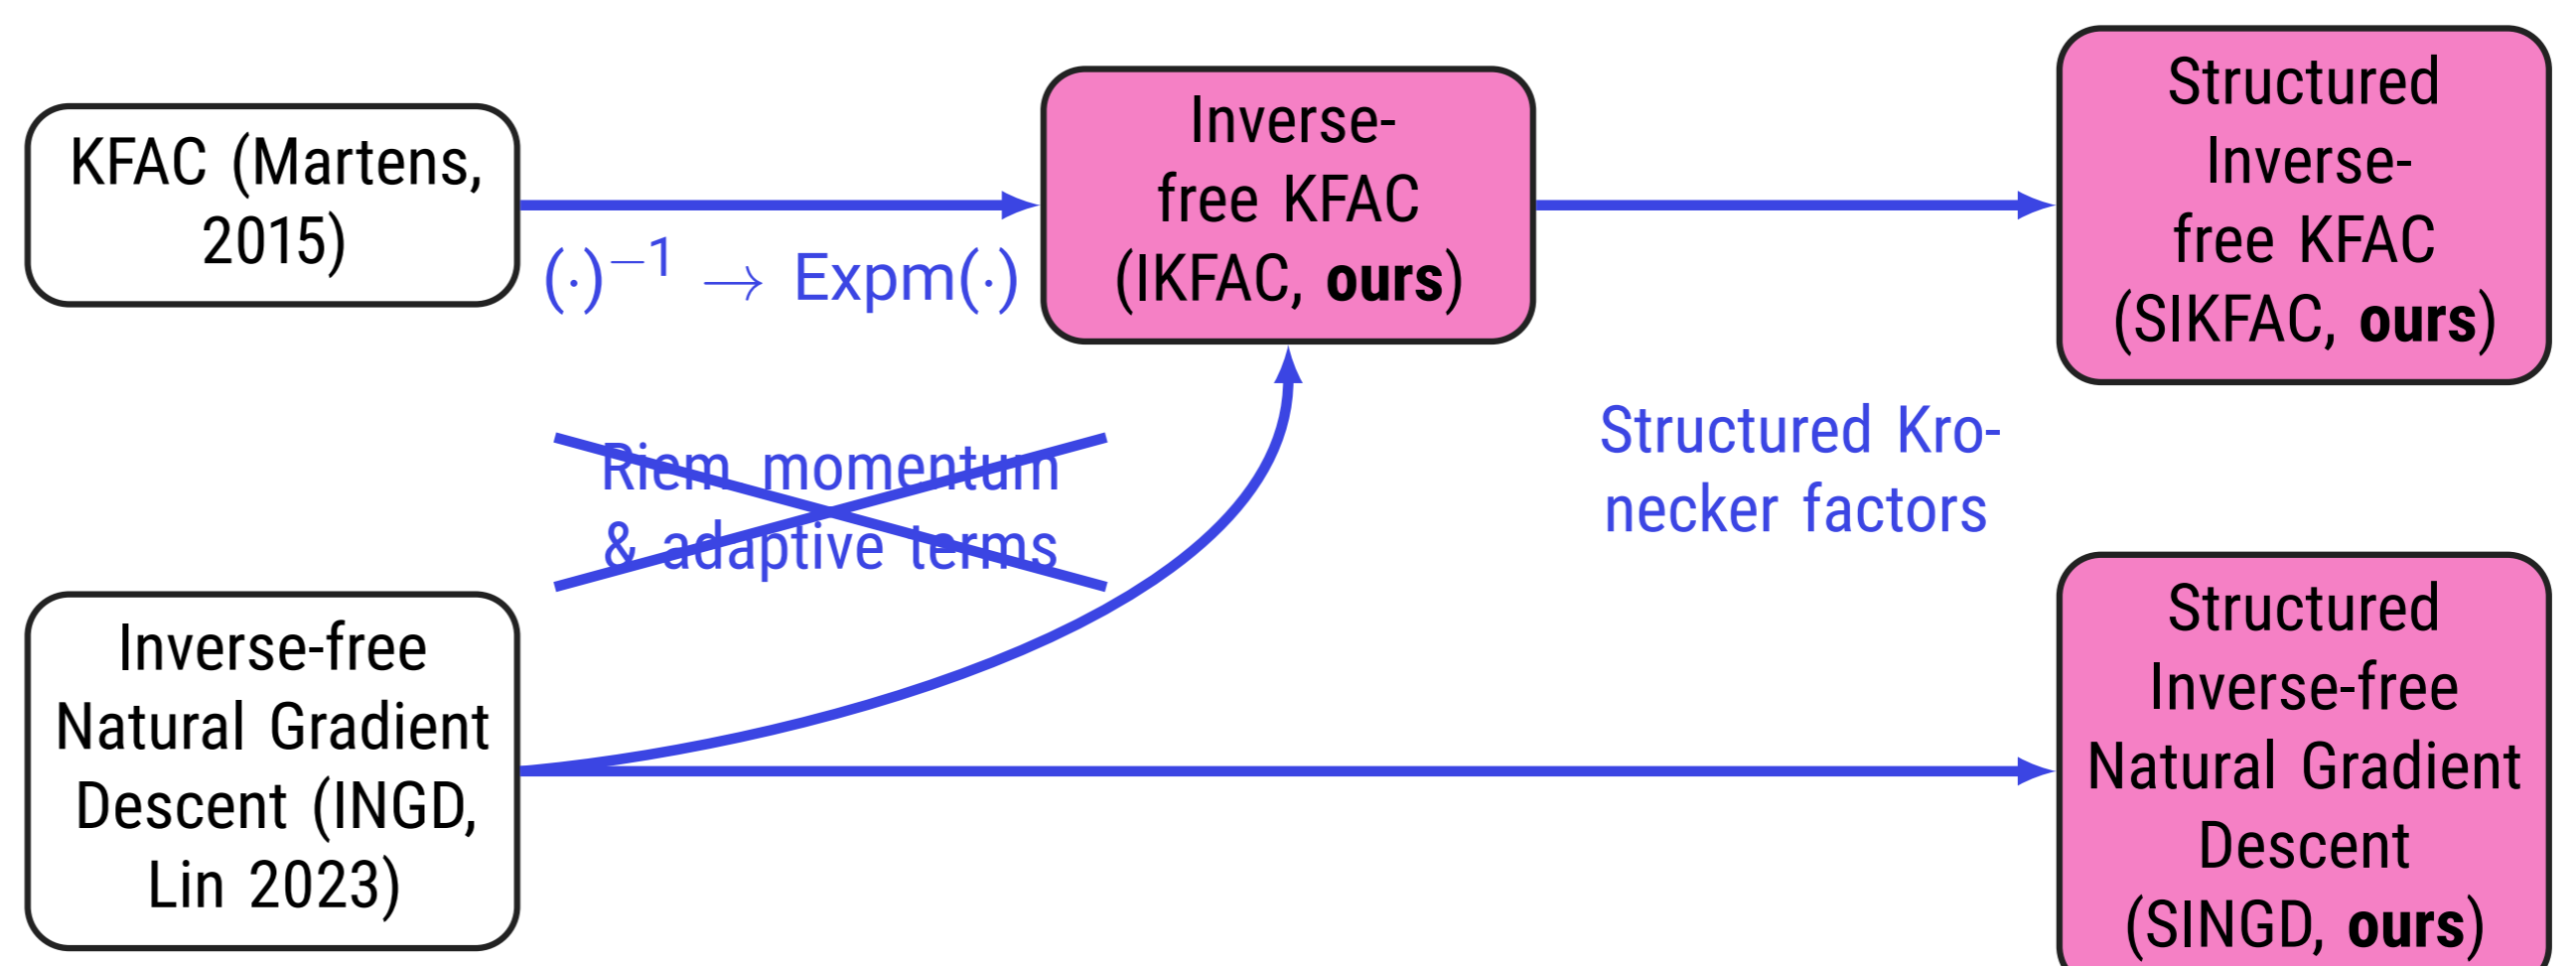 KFAC (Martens,
2015)
(·)⁻¹ → Expm(·)
Inverse-
free KFAC
(IKFAC, ours)
Structured
Inverse-
free KFAC
(SIKFAC, ours)
Riem momentum
& adaptive terms
Structured Kro-
necker factors
Inverse-free
Natural Gradient
Descent (INGD,
Lin 2023)
Structured
Inverse-free
Natural Gradient
Descent
(SINGD, ours)